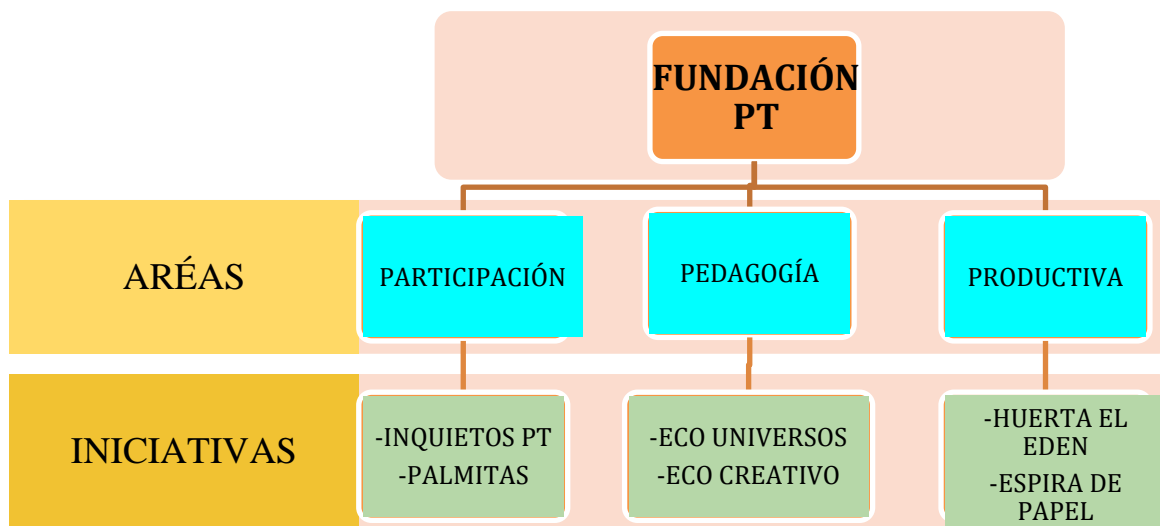 FUNDACIÓN
PT
ARÉAS
PARTICIPACIÓN
PEDAGOGÍA
PRODUCTIVA
INICIATIVAS
-INQUIETOS PT
-PALMITAS
-ECO UNIVERSOS
-ECO CREATIVO
-HUERTA EL
EDEN
-ESPIRA DE
PAPEL